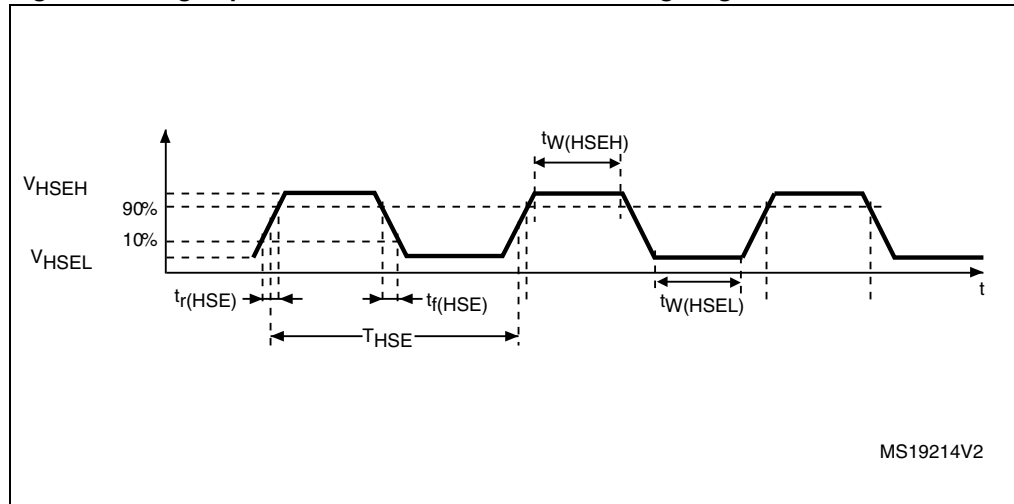 tW(HSEH)
VHSEH
90%
10%
VHSEL
tr(HSE)
tf(HSE)
tW(HSEL)
t
THSE
MS19214V2